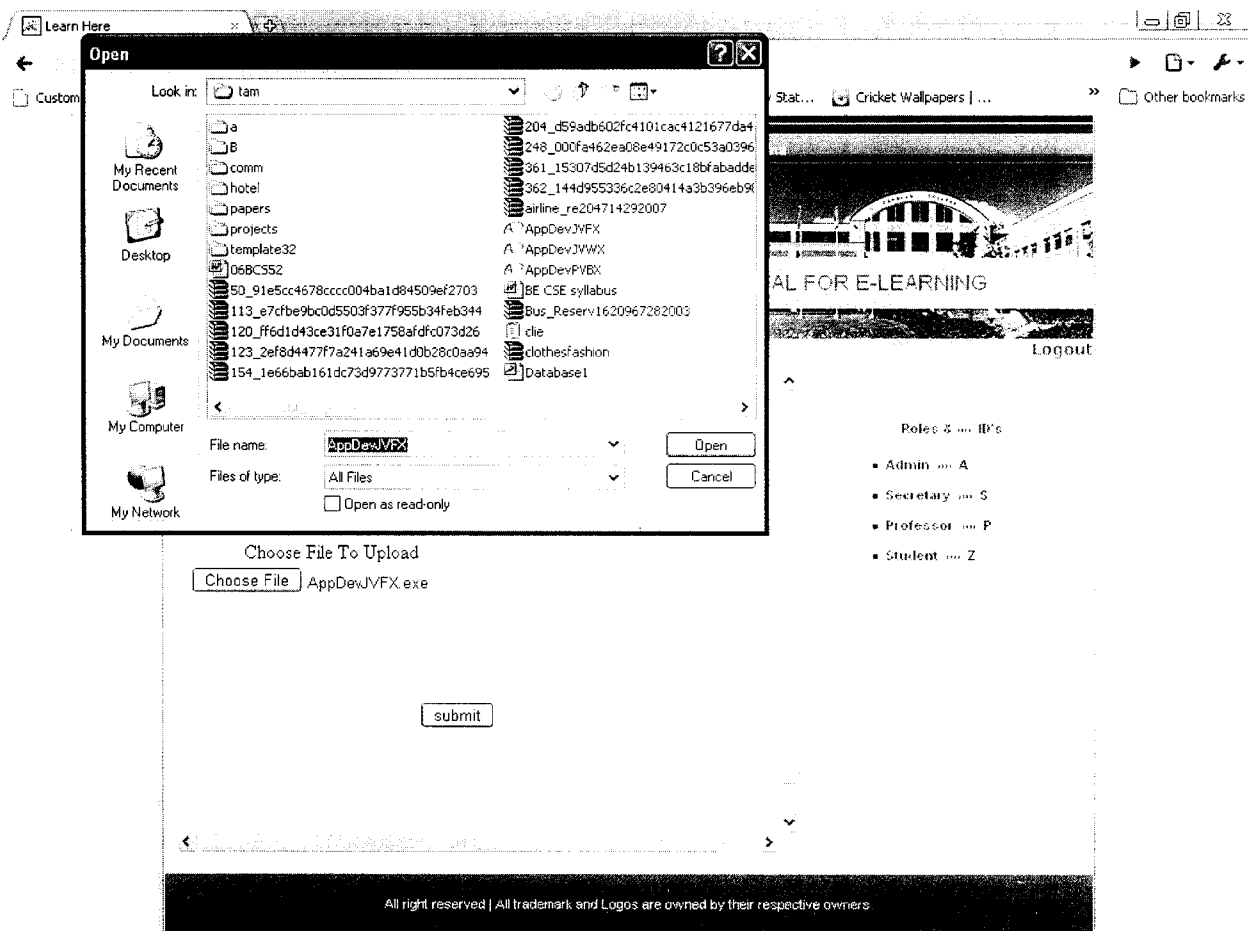 Learn Here
Open
Custom
Look in: tam
Stat...
Cricket Wallpapers | ...
»
Other bookmarks
My Recent Documents
Desktop
My Documents
My Computer
My Network
a
B
comm
hotel
papers
projects
template32
06BCS52
50_91e5cc4678cccc004ba1d84509ef2703
113_e7cfbe9bc0d5503f377f955b34feb344
120_ff6d1d43ce31f0a7e1758afdfc073d26
123_2ef8d4477f7a241a69e41d0b28c0aa94
154_1e66bab161dc73d9773771b5fb4ce695
204_d59adb602fc4101cac4121677da4
248_000fa462ea08e49172c0c53a0396
361_15307d5d24b139463c18bfabadde
362_144d955336c2e80414a3b396eb9
airline_re204714292007
AppDevJVFX
AppDevJVWX
AppDevPVBX
BE CSE syllabus
Bus_Reserv1620967282003
clie
clothesfashion
Database1
File name: AppDevJVFX
Open
Files of type: All Files
Cancel
Open as read-only
AL FOR E-LEARNING
Logout
Roles & ID's
Admin A
Secretary S
Professor P
Student Z
Choose File To Upload
Choose File AppDevJVFX.exe
submit
All right reserved | All trademark and Logos are owned by their respective owners